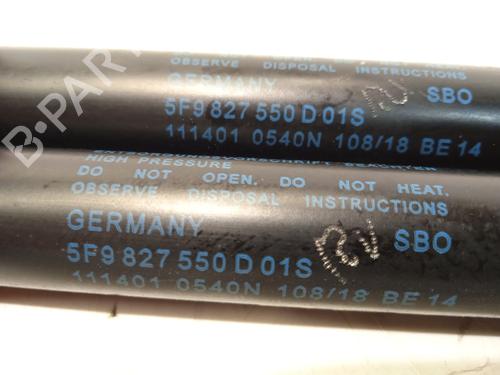 OBSERVE DISPOSAL INSTRUCTIONS
GERMANY SBO
5F9 827 550 D 01S
111401 0540N 108/18 BE 14
HIGH PRESSURE
DO NOT OPEN. DO NOT HEAT.
OBSERVE DISPOSAL INSTRUCTIONS
GERMANY SBO
5F9 827 550 D 01S
111401 0540N 108/18 BE 14